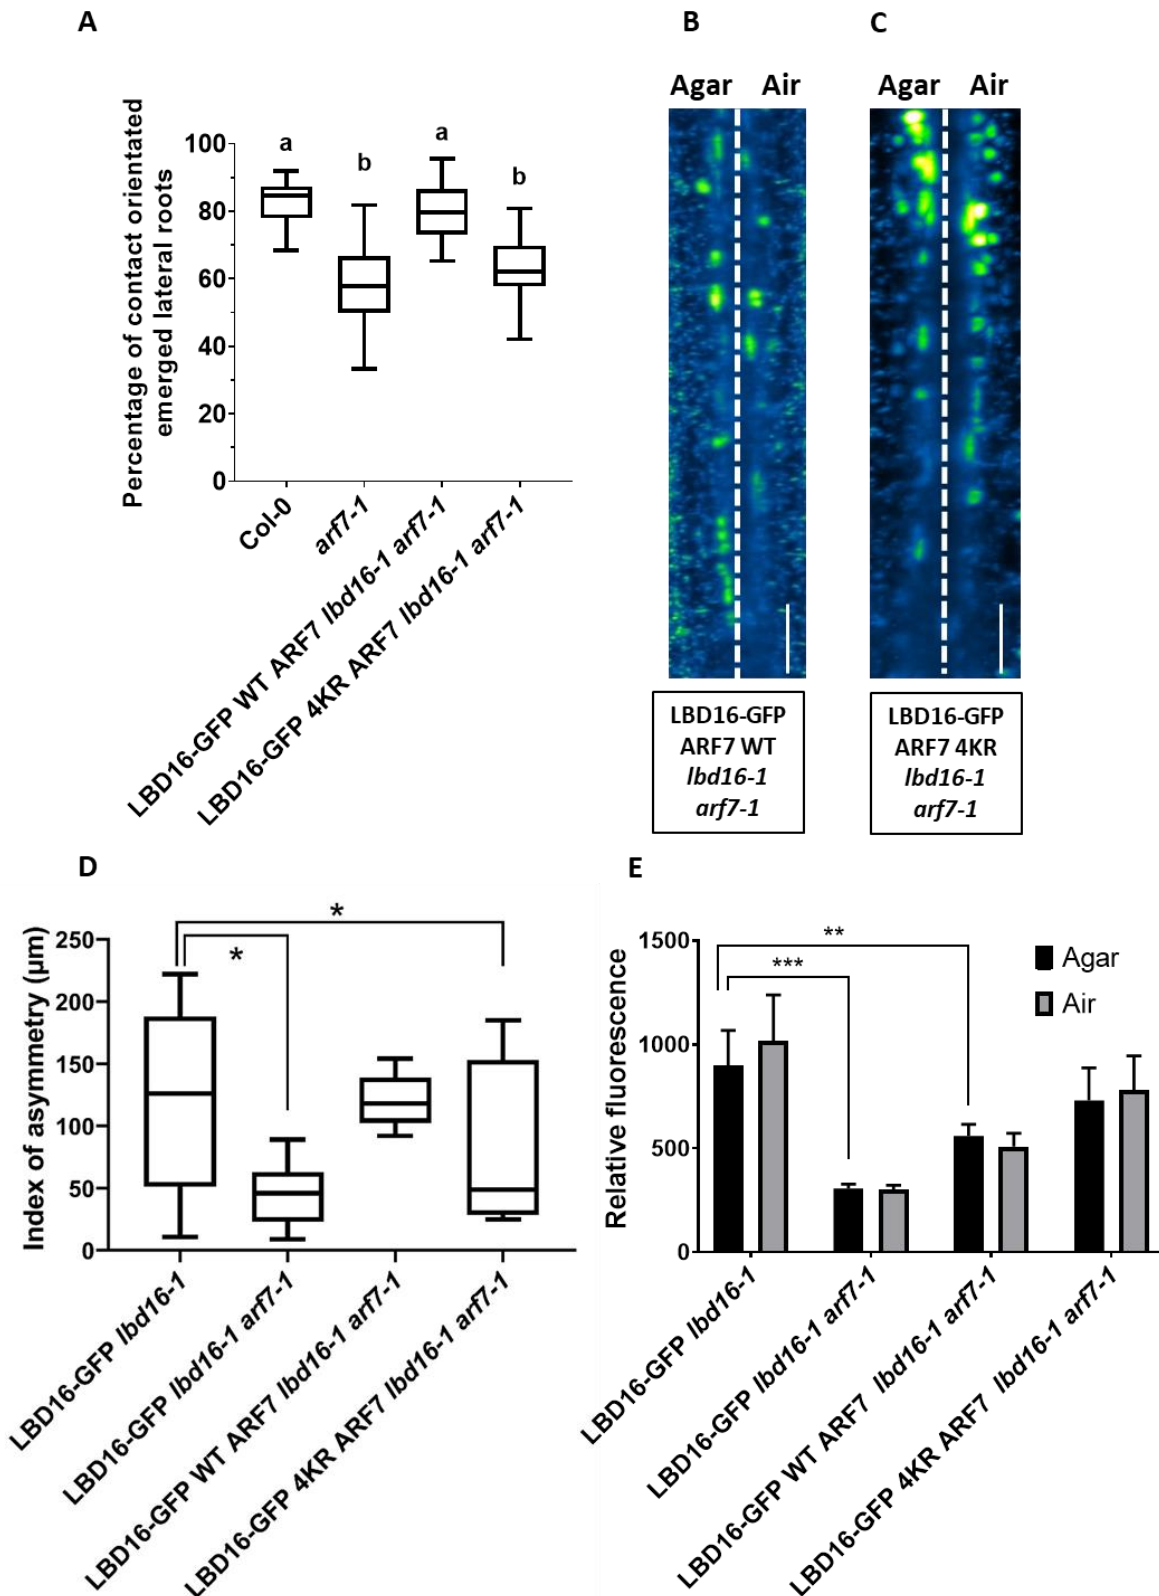 A
B
C
Agar
Air
Agar
Air
Percentage of contact orientated
emerged lateral roots
100
80
60
40
20
0
a
b
a
b
Col-0
arf7-1
LBD16-GFP WT ARF7 lbd16-1 arf7-1
LBD16-GFP 4KR ARF7 lbd16-1 arf7-1
LBD16-GFP
ARF7 WT
lbd16-1
arf7-1
LBD16-GFP
ARF7 4KR
lbd16-1
arf7-1
D
Index of asymmetry (µm)
250
200
150
100
50
0
*
*
LBD16-GFP lbd16-1
LBD16-GFP lbd16-1 arf7-1
LBD16-GFP WT ARF7 lbd16-1 arf7-1
LBD16-GFP 4KR ARF7 lbd16-1 arf7-1
E
Relative fluorescence
1500
1000
500
0
**
***
Agar
Air
LBD16-GFP lbd16-1
LBD16-GFP lbd16-1 arf7-1
LBD16-GFP WT ARF7 lbd16-1 arf7-1
LBD16-GFP 4KR ARF7 lbd16-1 arf7-1